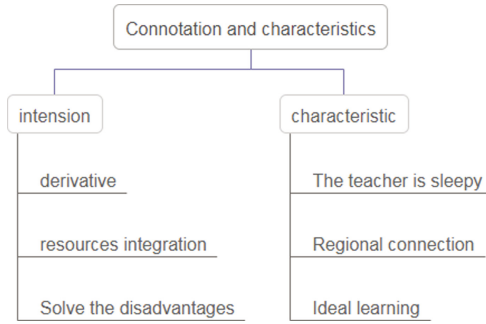 Connotation and characteristics
intension
characteristic
derivative
The teacher is sleepy
resources integration
Regional connection
Solve the disadvantages
Ideal learning